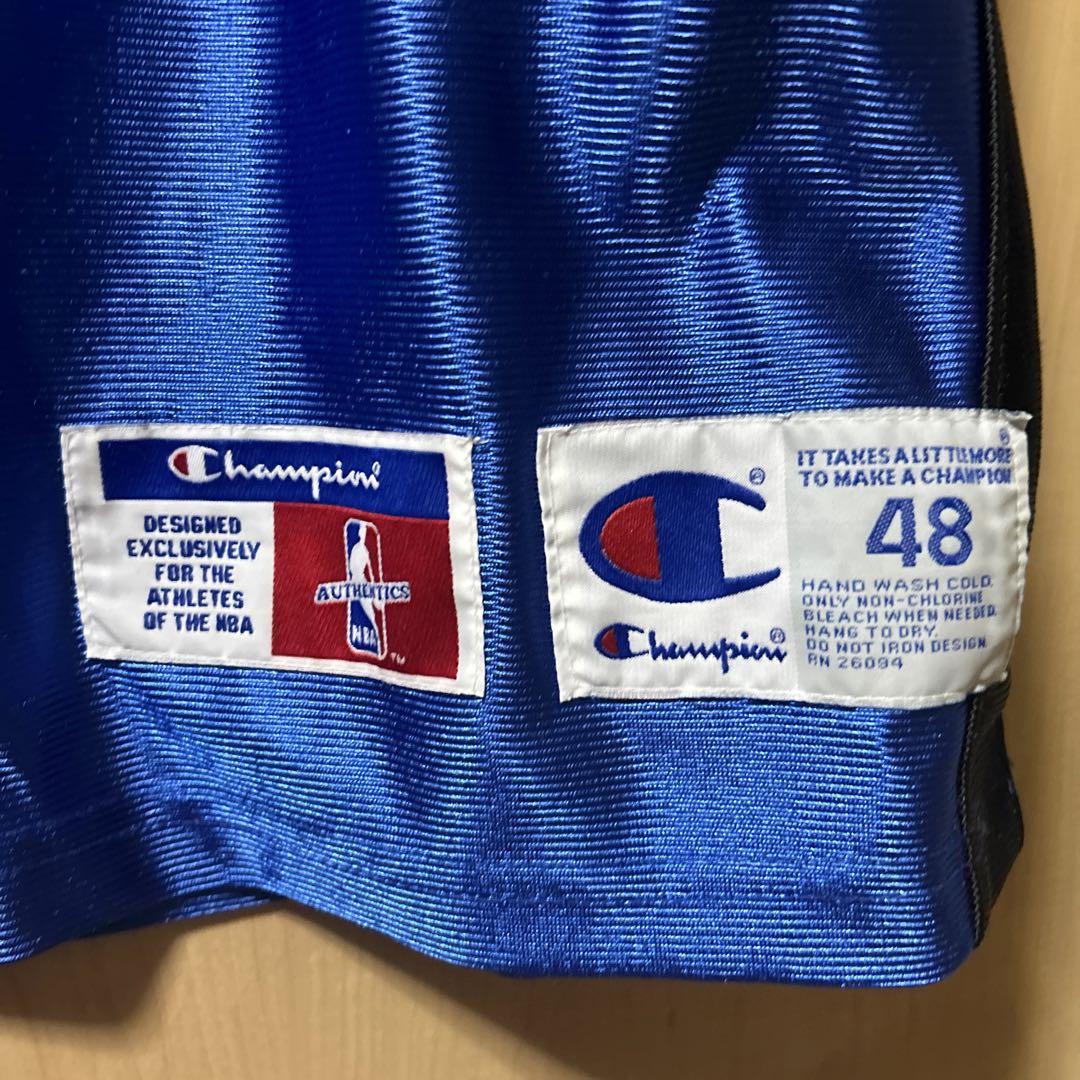 Champion®
DESIGNED
EXCLUSIVELY
FOR THE
ATHLETES
OF THE NBA
AUTHENTICS
NBA
™
®
Champion®
®
IT TAKES A LITTLE MORE
TO MAKE A CHAMPION
48
HAND WASH COLD.
ONLY NON-CHLORINE
BLEACH WHEN NEEDED.
HANG TO DRY.
DO NOT IRON DESIGN
RN 26094